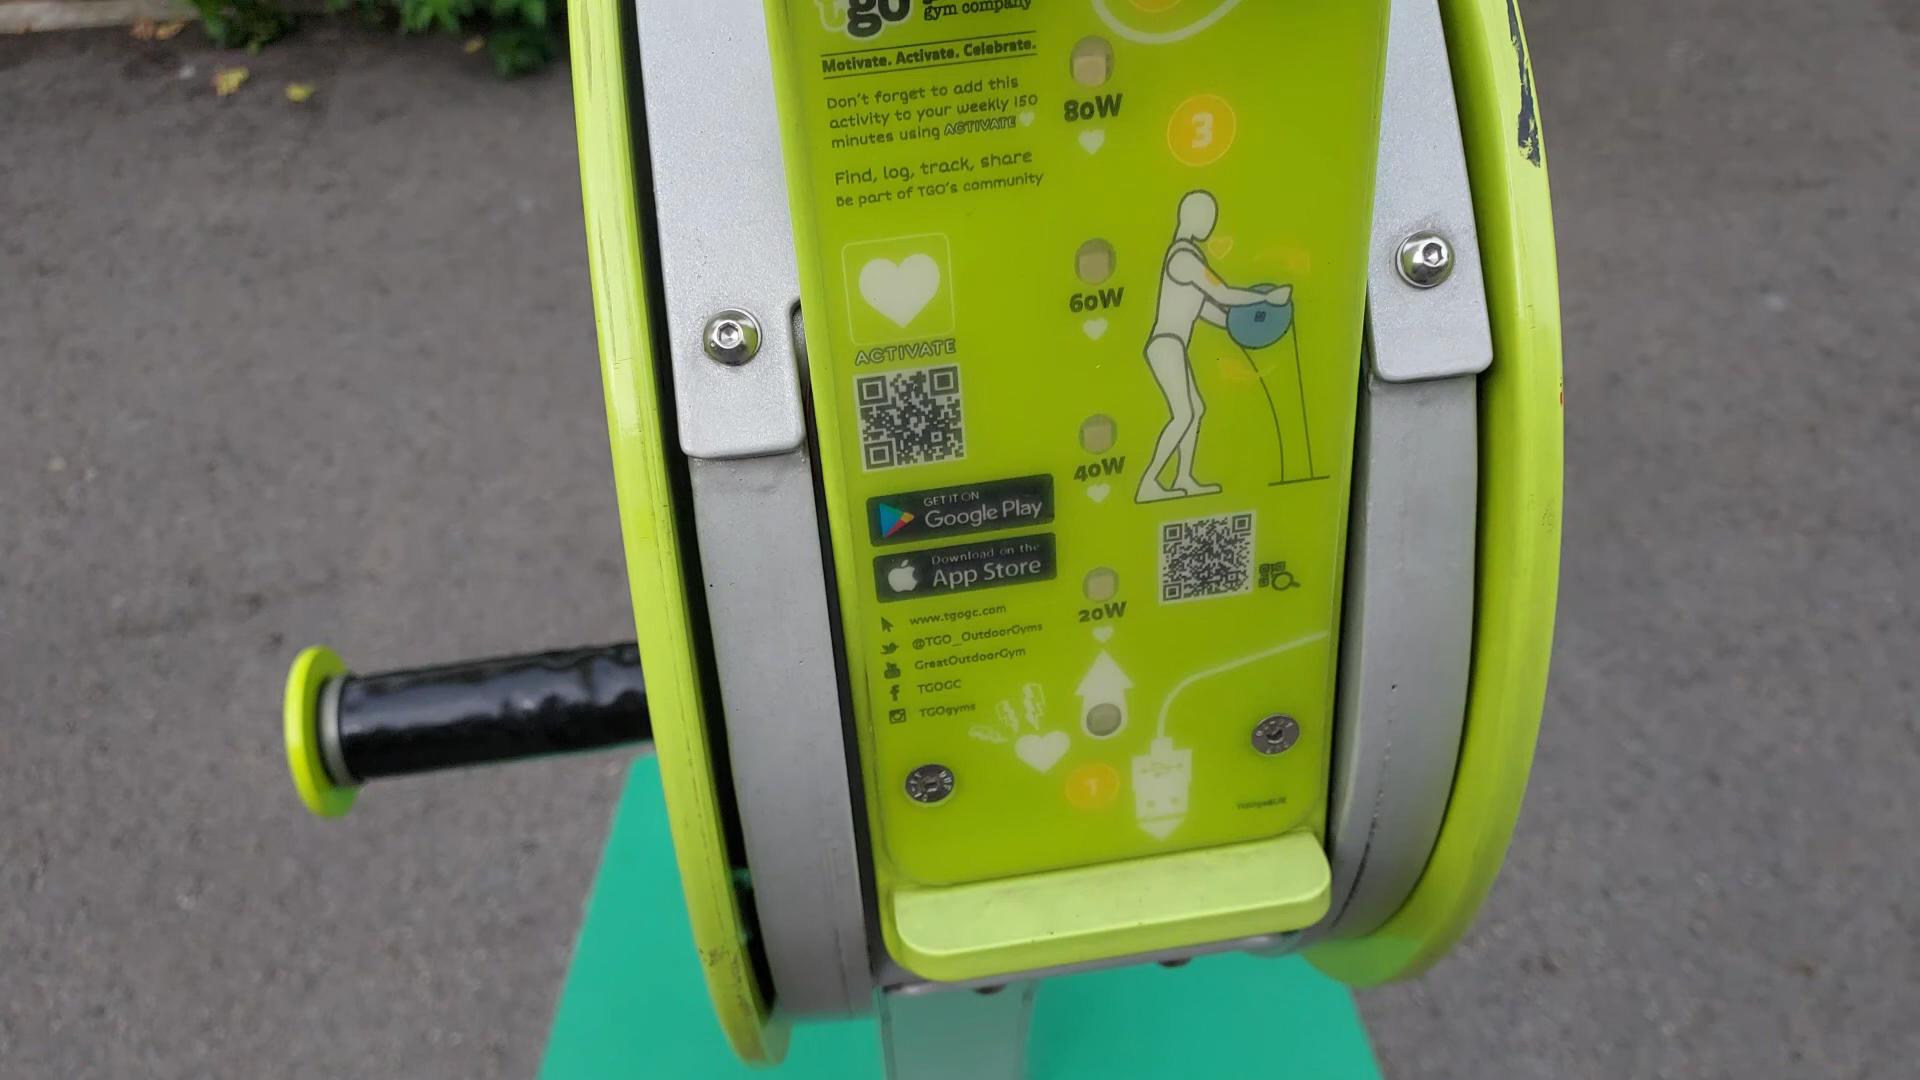 tgo
gym company
Motivate. Activate. Celebrate.
Don't forget to add this
activity to your weekly 150
minutes using ACTIVATE
Find, log, track, share
Be part of TGO's community
ACTIVATE
GET IT ON
Google Play
Download on the
App Store
www.tgogc.com
@TGO_OutdoorGyms
GreatOutdoorGym
TGOGC
TGOgyms
80W
60W
40W
20W
3
1